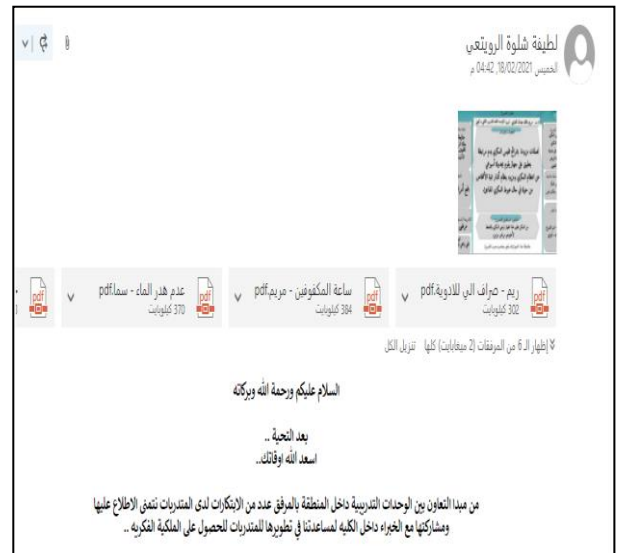 لطيفة شلوة الرويتعي
الخميس 18/02/2021, 04:42 م
ريم - صراف الي للادوية.pdf
302 كيلوبايت
ساعة المكفوفين - مريم.pdf
384 كيلوبايت
عدم هدر الماء - سما.pdf
370 كيلوبايت
إظهار الـ 6 من المرفقات (2 ميغابايت) كلها تنزيل الكل
السلام عليكم ورحمة الله وبركاته
بعد التحية ..
اسعد الله اوقاتك..
من مبدا التعاون بين الوحدات التدريبية داخل المنطقة بالمرفق عدد من الابتكارات لدى المتدربات نتمنى الاطلاع عليها
ومشاركتها مع الخبراء داخل الكليه لمساعدتنا في تطويرها للمتدربات للحصول على الملكية الفكريه ..